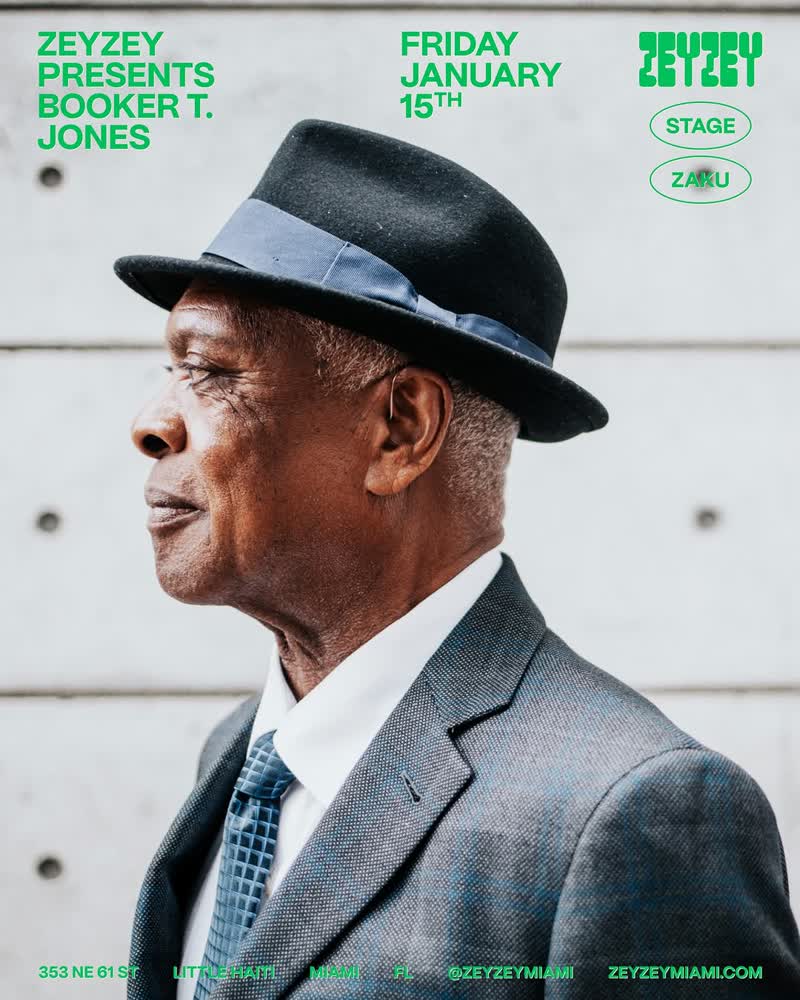 ZEYZEY
PRESENTS
BOOKER T.
JONES
FRIDAY
JANUARY
15TH
ZEYZEY
STAGE
ZAKU
353 NE 61 ST LITTLE HAITI MIAMI FL @ZEYZEYMIAMI ZEYZEYMIAMI.COM